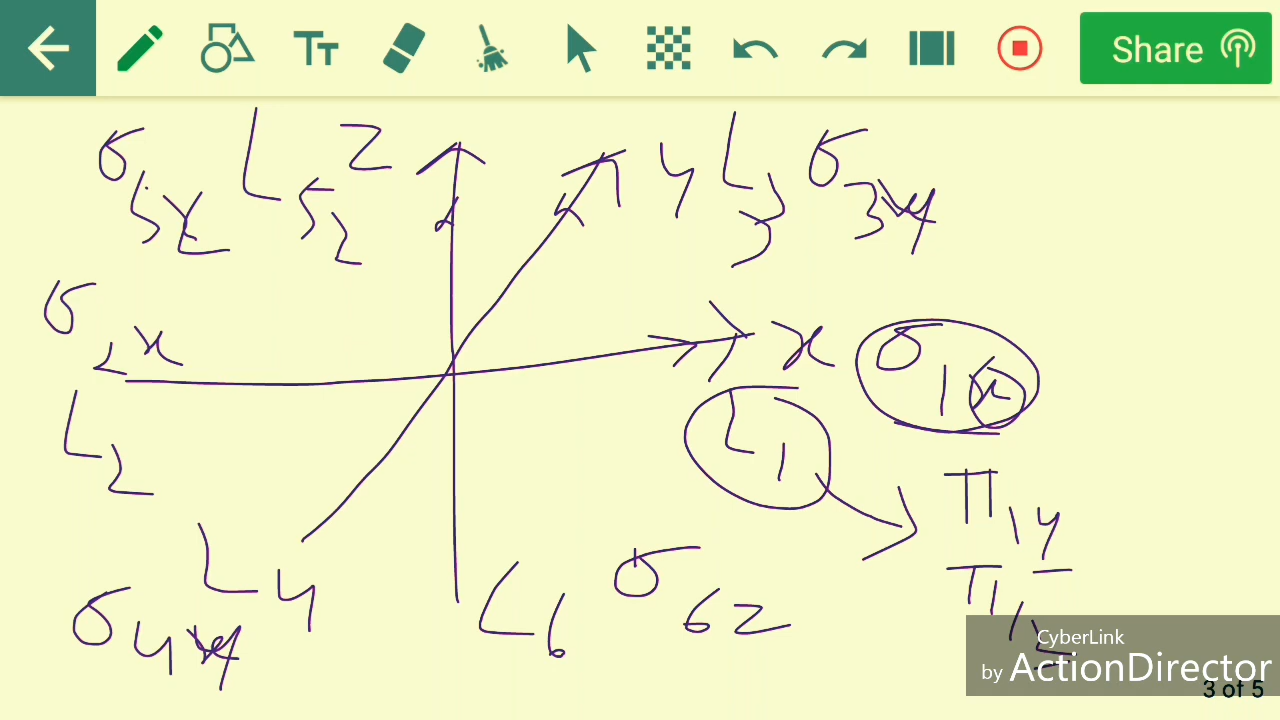 Share
σ5z L5 z y L3 σ3y
σ2x x σ1x
L2 L1
π1y
L4 L6 σ6z π1z
σ4y
CyberLink
by ActionDirector
3 of 5